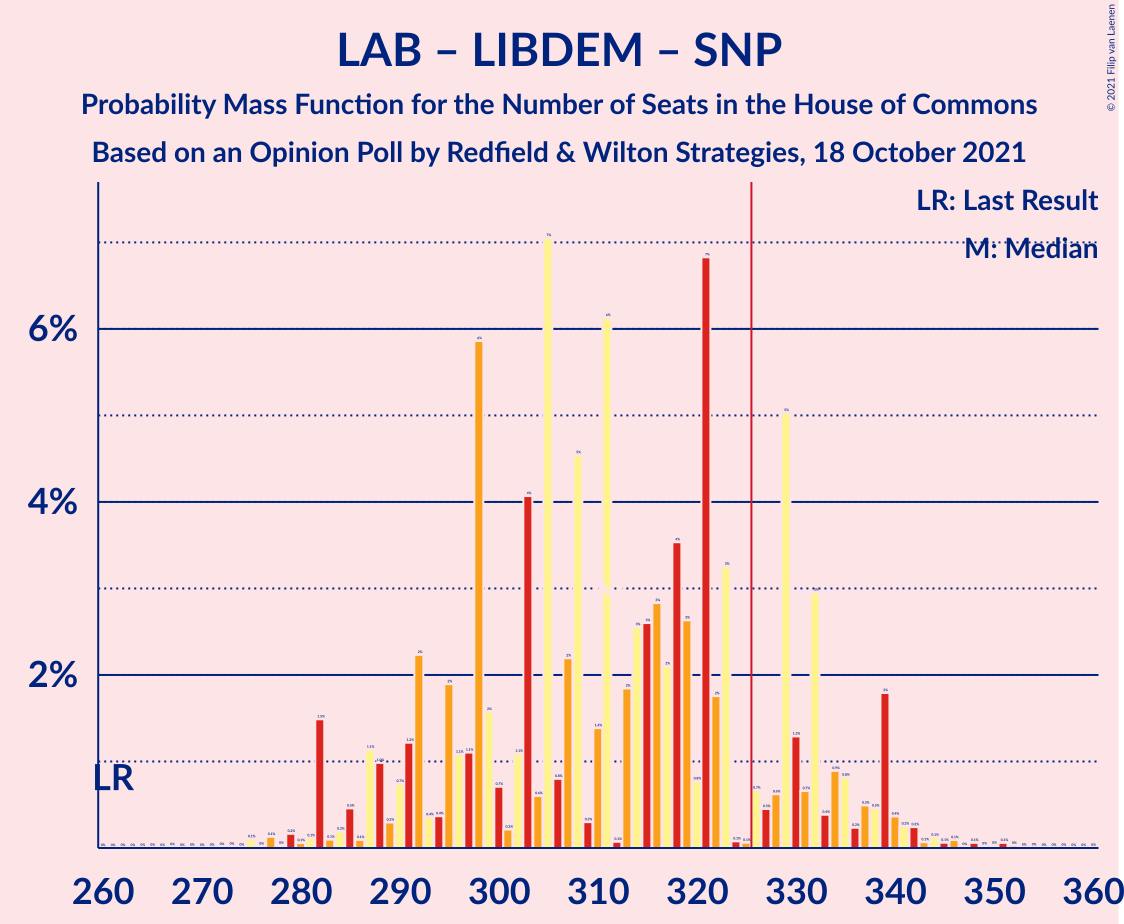 LAB – LIBDEM – SNP
Probability Mass Function for the Number of Seats in the House of Commons
Based on an Opinion Poll by Redfield & Wilton Strategies, 18 October 2021
© 2021 Filip van Laenen
LR: Last Result
M: Median
6%
4%
2%
LR
260 270 280 290 300 310 320 330 340 350 360